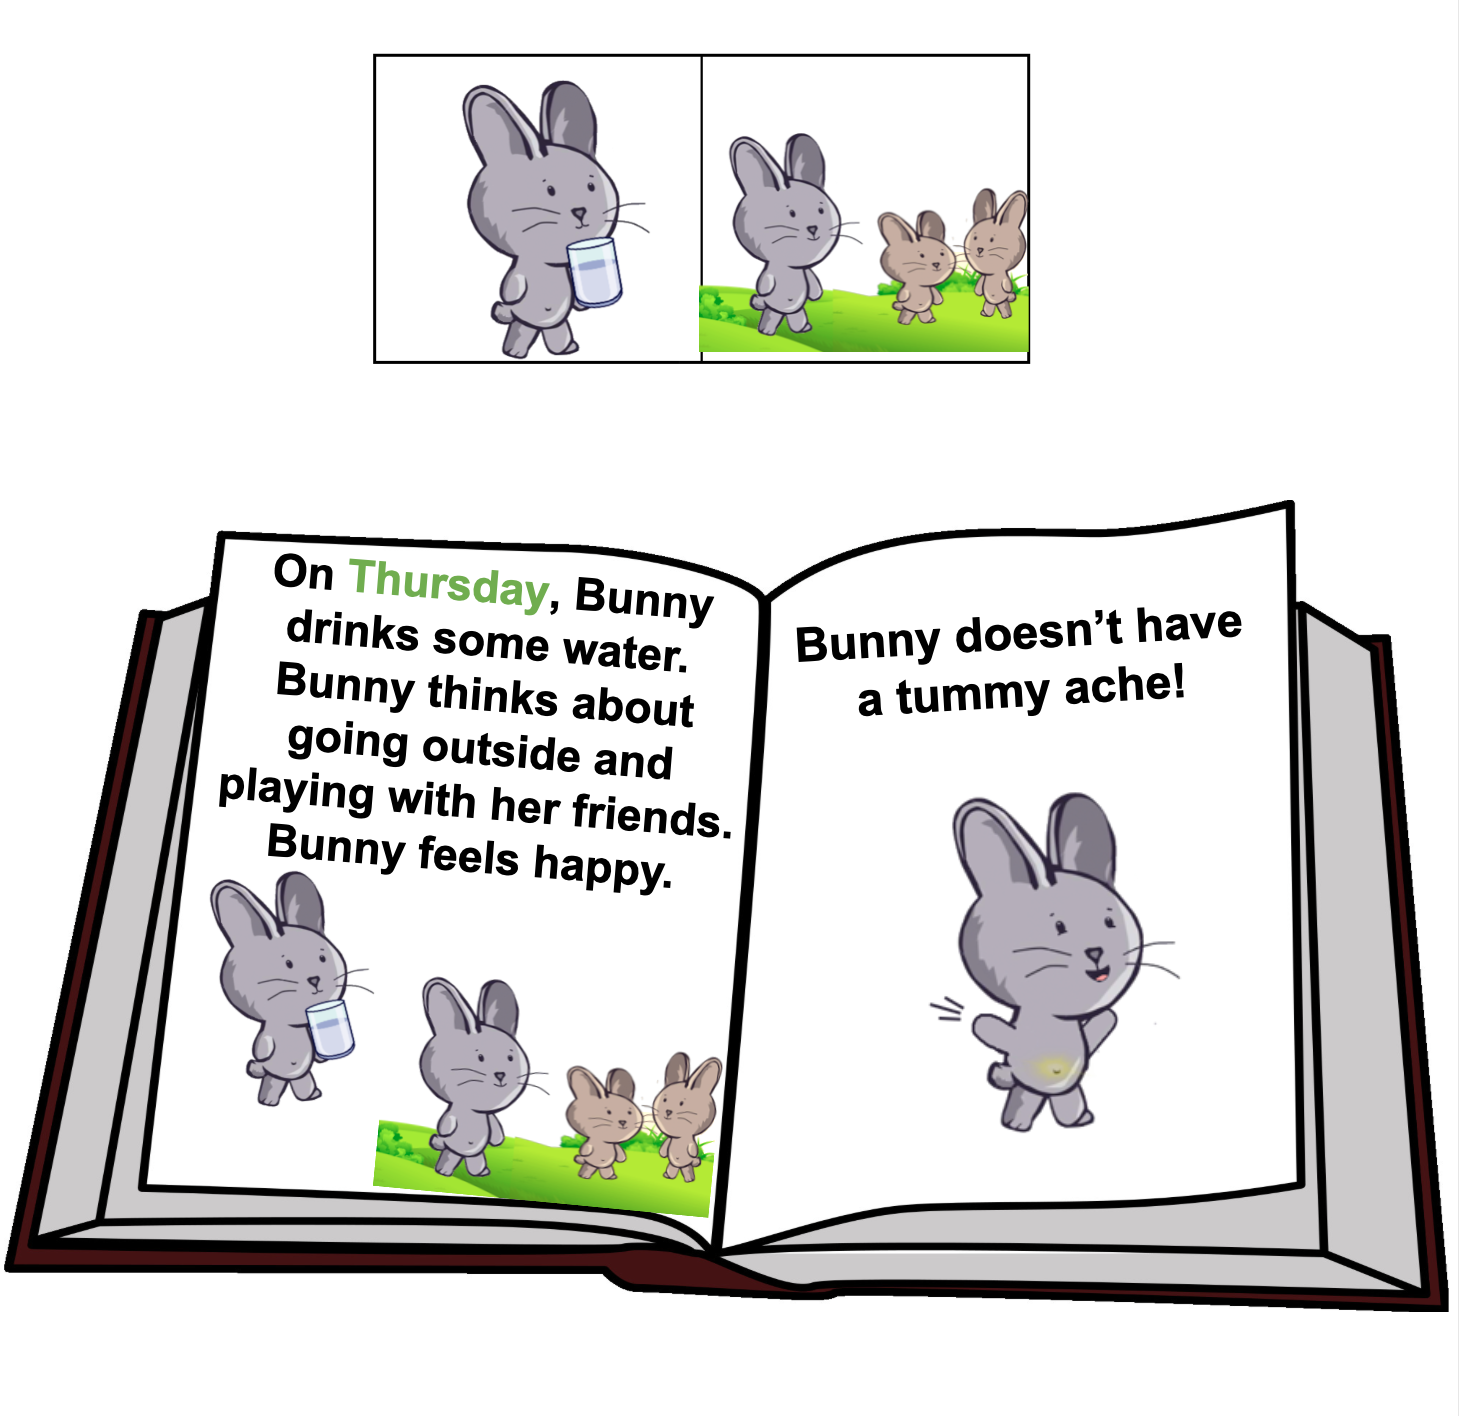 On Thursday, Bunny
drinks some water.
Bunny thinks about
going outside and
playing with her friends.
Bunny feels happy.
Bunny doesn’t have
a tummy ache!